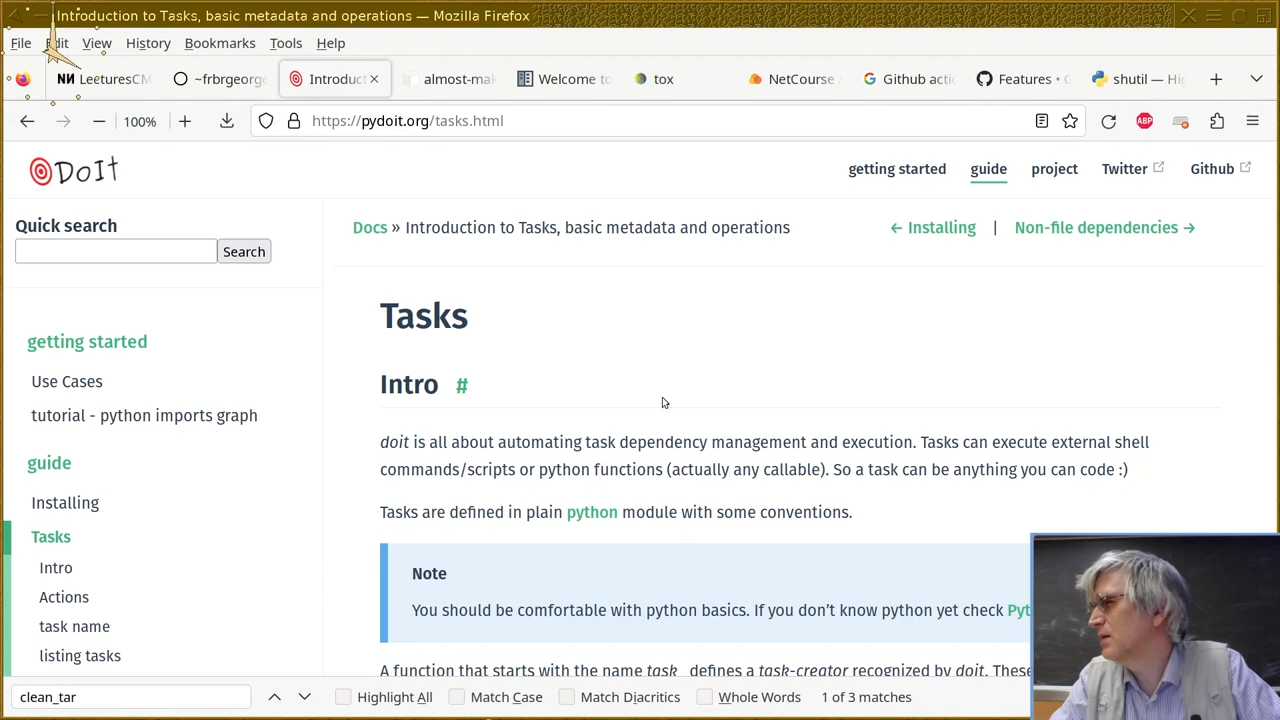 Introduction to Tasks, basic metadata and operations — Mozilla Firefox
File Edit View History Bookmarks Tools Help
LecturesCM ~frbrgeorge Introduct almost-mak Welcome to tox NetCourse Github actio Features · G shutil — Hig
100% https://pydoit.org/tasks.html ABP
DoIt getting started guide project Twitter Github
Quick search
Search
Docs » Introduction to Tasks, basic metadata and operations ← Installing | Non-file dependencies →
getting started
Use Cases
tutorial - python imports graph
guide
Installing
Tasks
Intro
Actions
task name
listing tasks
Tasks
Intro #
doit is all about automating task dependency management and execution. Tasks can execute external shell
commands/scripts or python functions (actually any callable). So a task can be anything you can code :)
Tasks are defined in plain python module with some conventions.
Note
You should be comfortable with python basics. If you don’t know python yet check Pyt
A function that starts with the name task_ defines a task-creator recognized by doit. These
clean_tar Highlight All Match Case Match Diacritics Whole Words 1 of 3 matches